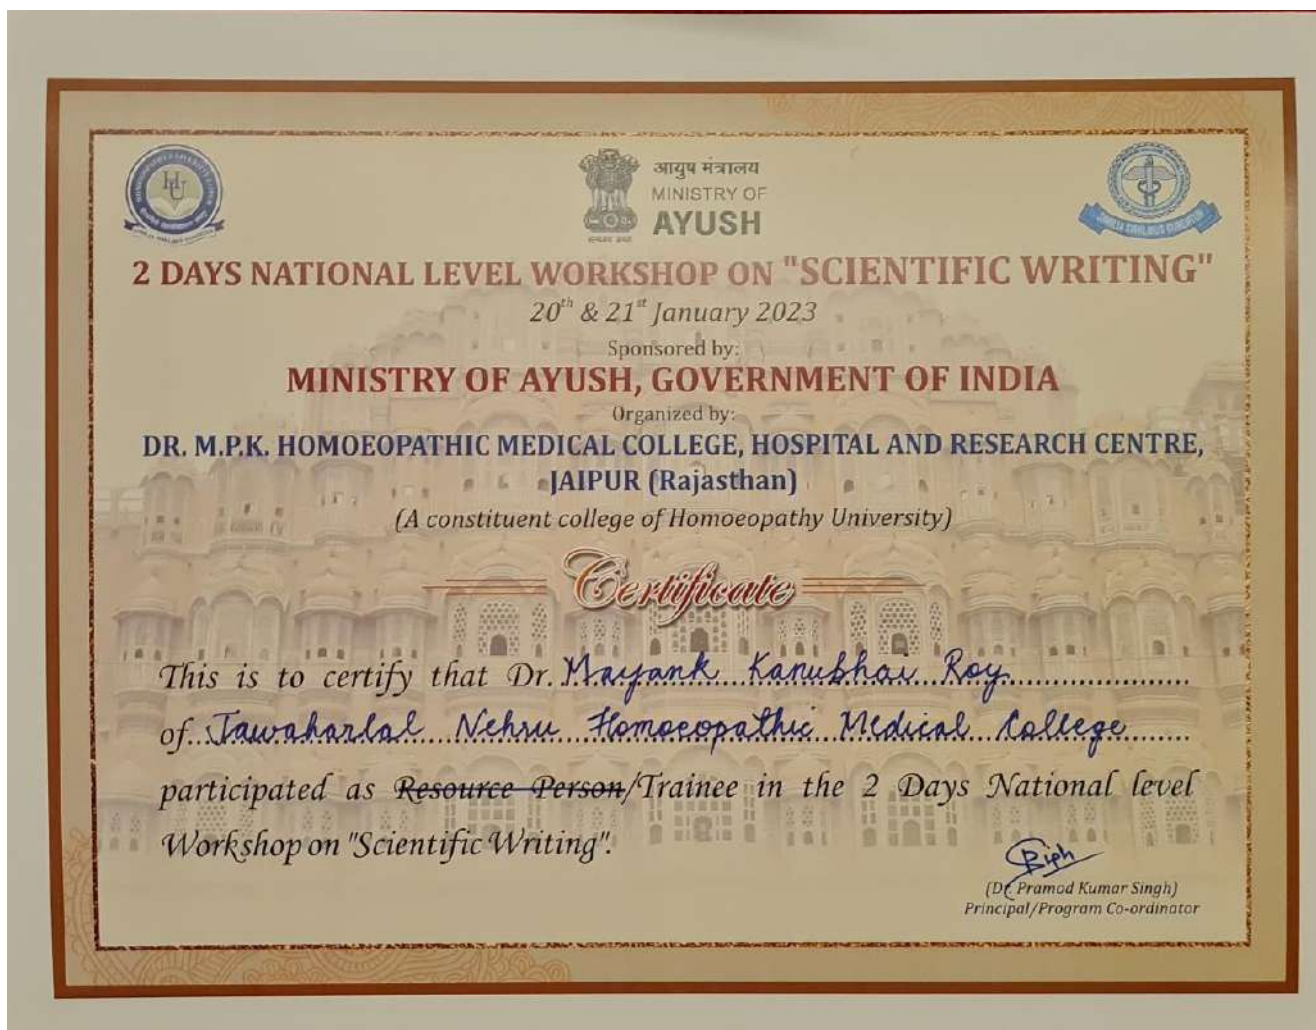 HU
आयुष मंत्रालय
MINISTRY OF
AYUSH
सत्यमेव जयते
2 DAYS NATIONAL LEVEL WORKSHOP ON "SCIENTIFIC WRITING"
20th & 21st January 2023
Sponsored by:
MINISTRY OF AYUSH, GOVERNMENT OF INDIA
Organized by:
DR. M.P.K. HOMOEOPATHIC MEDICAL COLLEGE, HOSPITAL AND RESEARCH CENTRE,
JAIPUR (Rajasthan)
(A constituent college of Homoeopathy University)
Certificate
This is to certify that Dr. Mayank Kanubhai Roy
of Jawaharlal Nehru Homoeopathic Medical College
participated as Resource Person/Trainee in the 2 Days National level
Workshop on "Scientific Writing".
(Dr. Pramod Kumar Singh)
Principal/Program Co-ordinator